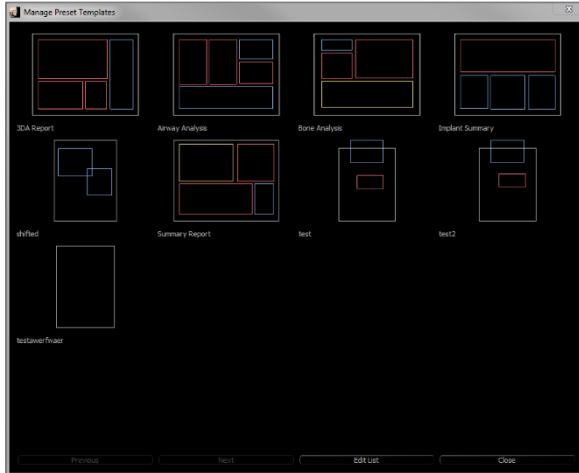 Manage Preset Templates
3DA Report
Airway Analysis
Bone Analysis
Implant Summary
shifted
Summary Report
test
test2
testawerfwaer
Previous
Next
Edit List
Close